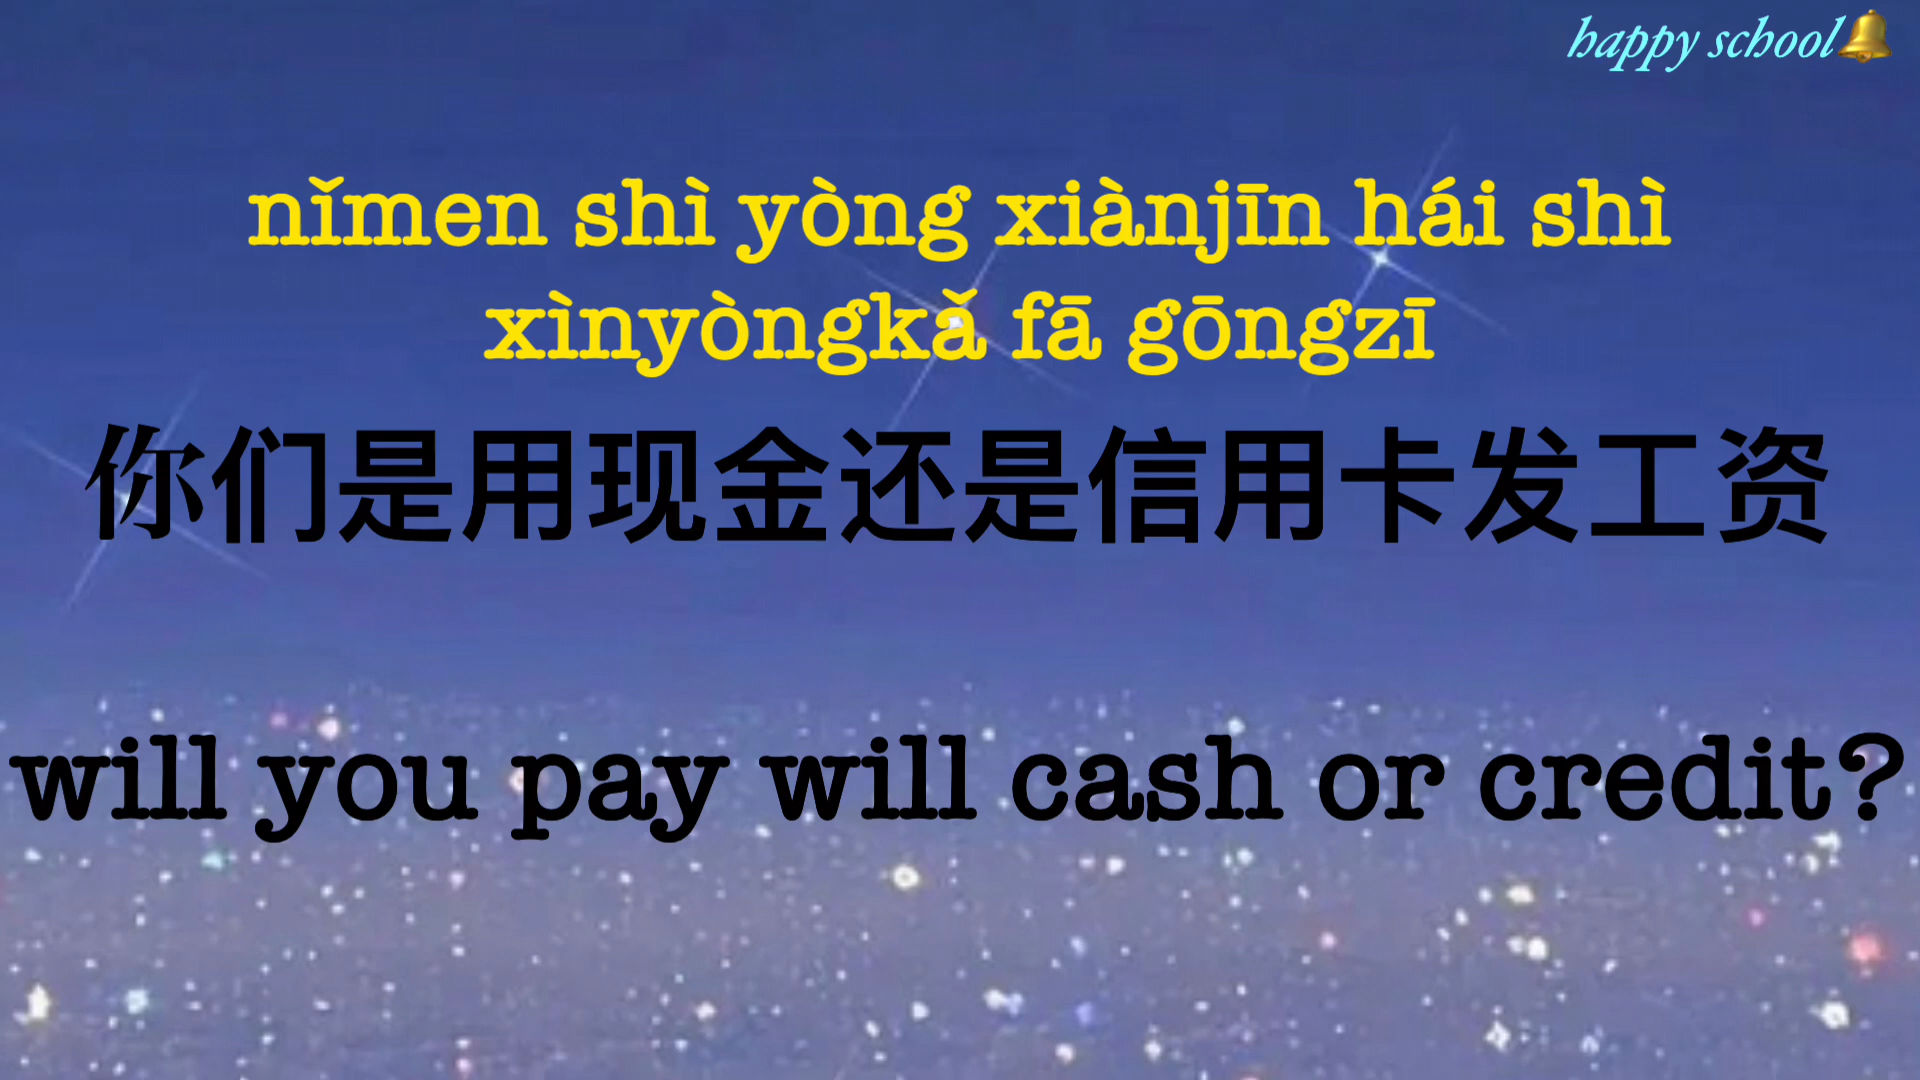 happy school🔔
nǐmen shì yòng xiànjīn hái shì
xìnyòngkǎ fā gōngzī
你们是用现金还是信用卡发工资
will you pay will cash or credit?